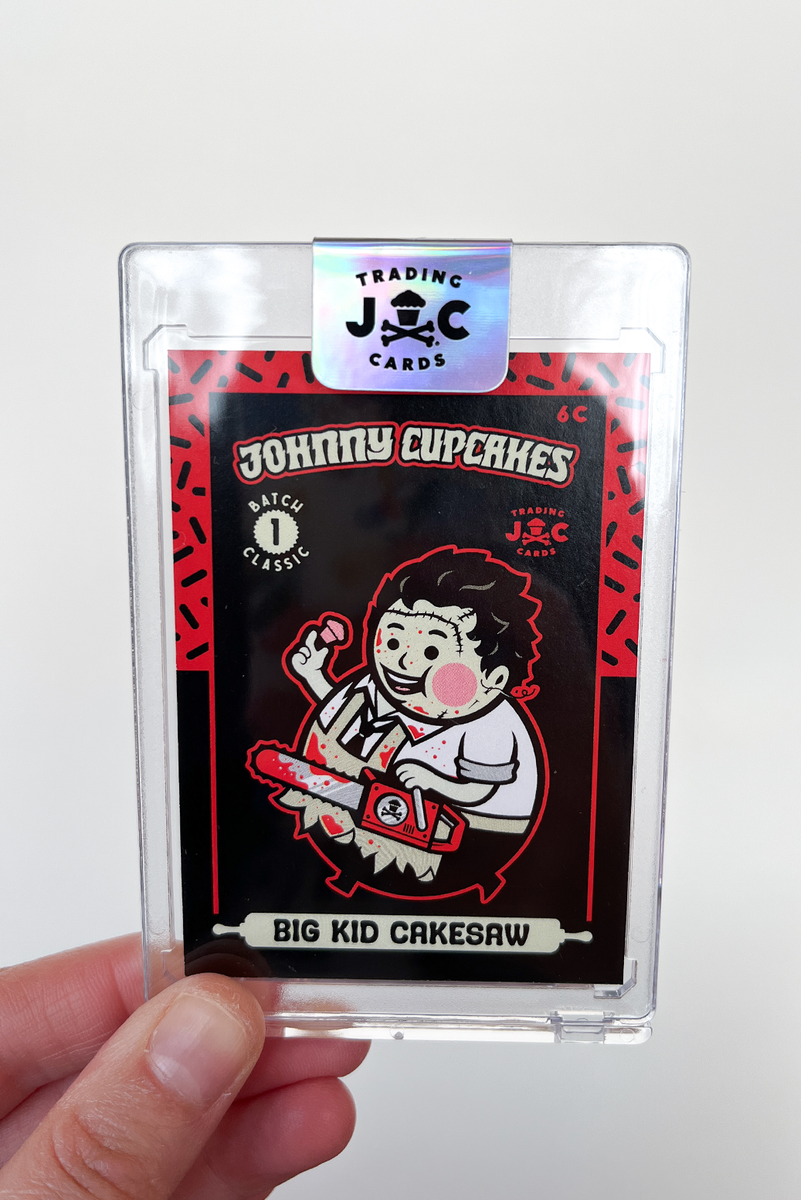 TRADING
J C
CARDS
6C
JOHNNY CUPCAKES
BATCH
1
CLASSIC
TRADING
J C
CARDS
BIG KID CAKESAW